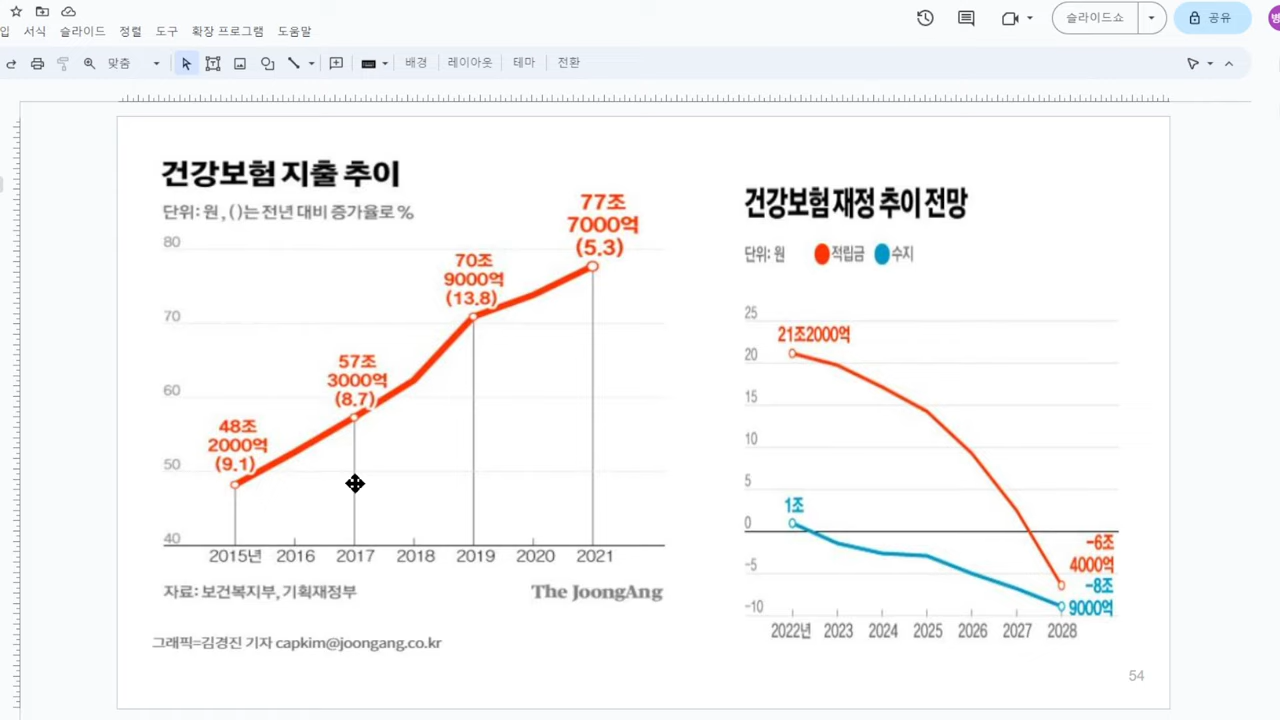 입 서식 슬라이드 정렬 도구 확장 프로그램 도움말
슬라이드쇼
공유
병
맞춤
배경 레이아웃 테마 전환
건강보험 지출 추이
단위: 원, ()는 전년 대비 증가율로 %
80
70
60
50
40
48조
2000억
(9.1)
57조
3000억
(8.7)
70조
9000억
(13.8)
77조
7000억
(5.3)
2015년 2016 2017 2018 2019 2020 2021
자료: 보건복지부, 기획재정부
The JoongAng
그래픽=김경진 기자 capkim@joongang.co.kr
건강보험 재정 추이 전망
단위: 원 적립금 수지
25
20
15
10
5
0
-5
-10
21조2000억
1조
-6조
4000억
-8조
9000억
2022년 2023 2024 2025 2026 2027 2028
54